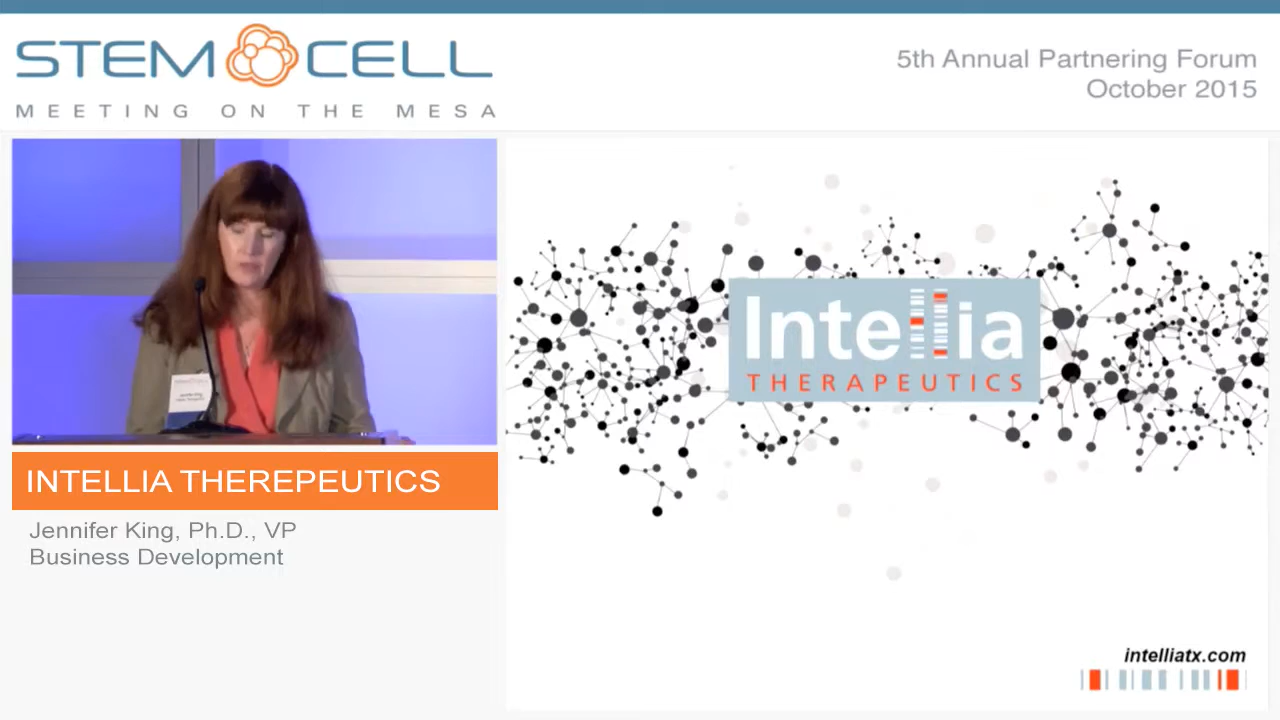 STEM CELL
MEETING ON THE MESA
5th Annual Partnering Forum
October 2015
Intellia
THERAPEUTICS
INTELLIA THEREPEUTICS
Jennifer King, Ph.D., VP
Business Development
intelliatx.com